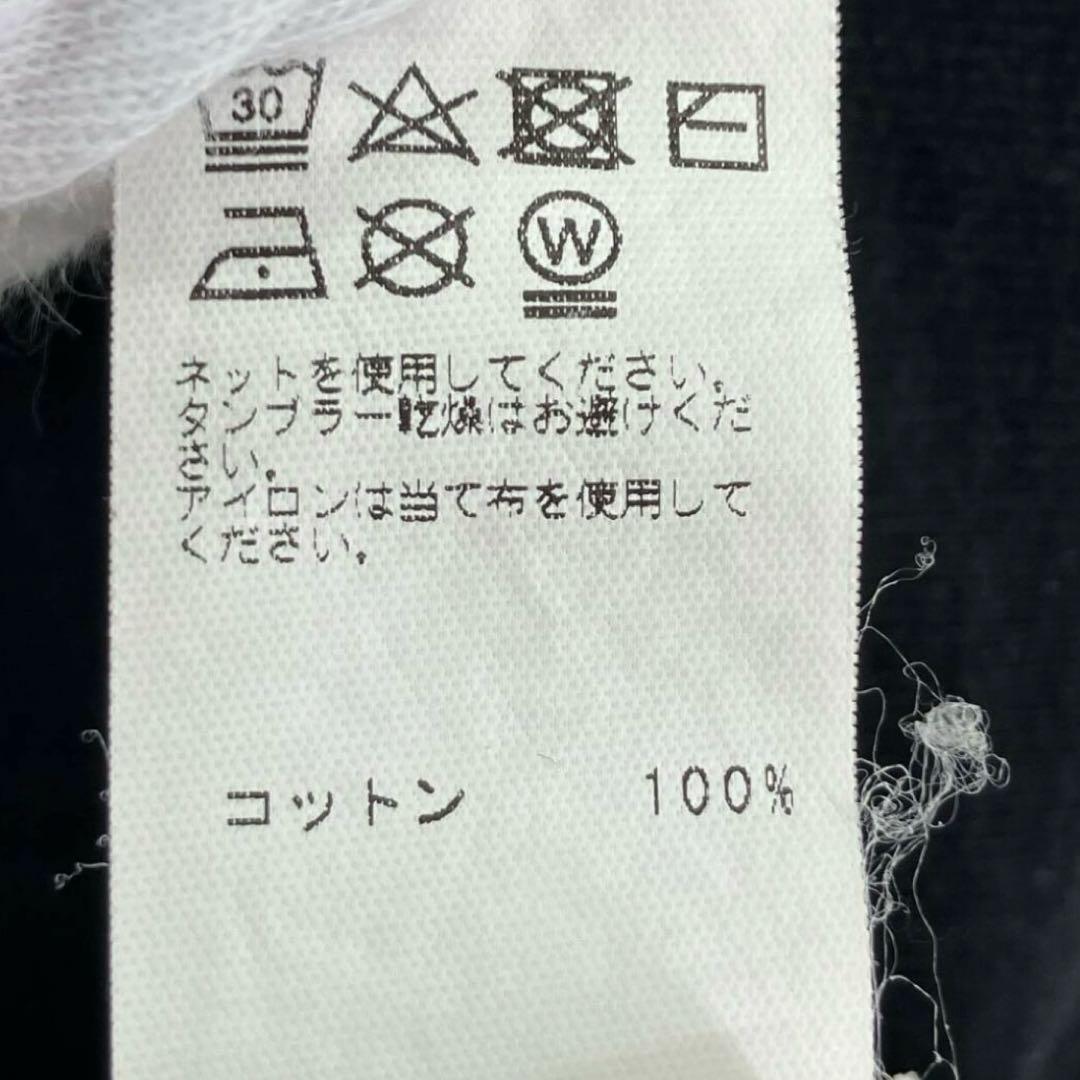 30
W
ネットを使用してください。
タンブラー乾燥はお避けくだ
さい。
アイロンは当て布を使用して
ください。
コットン 100%